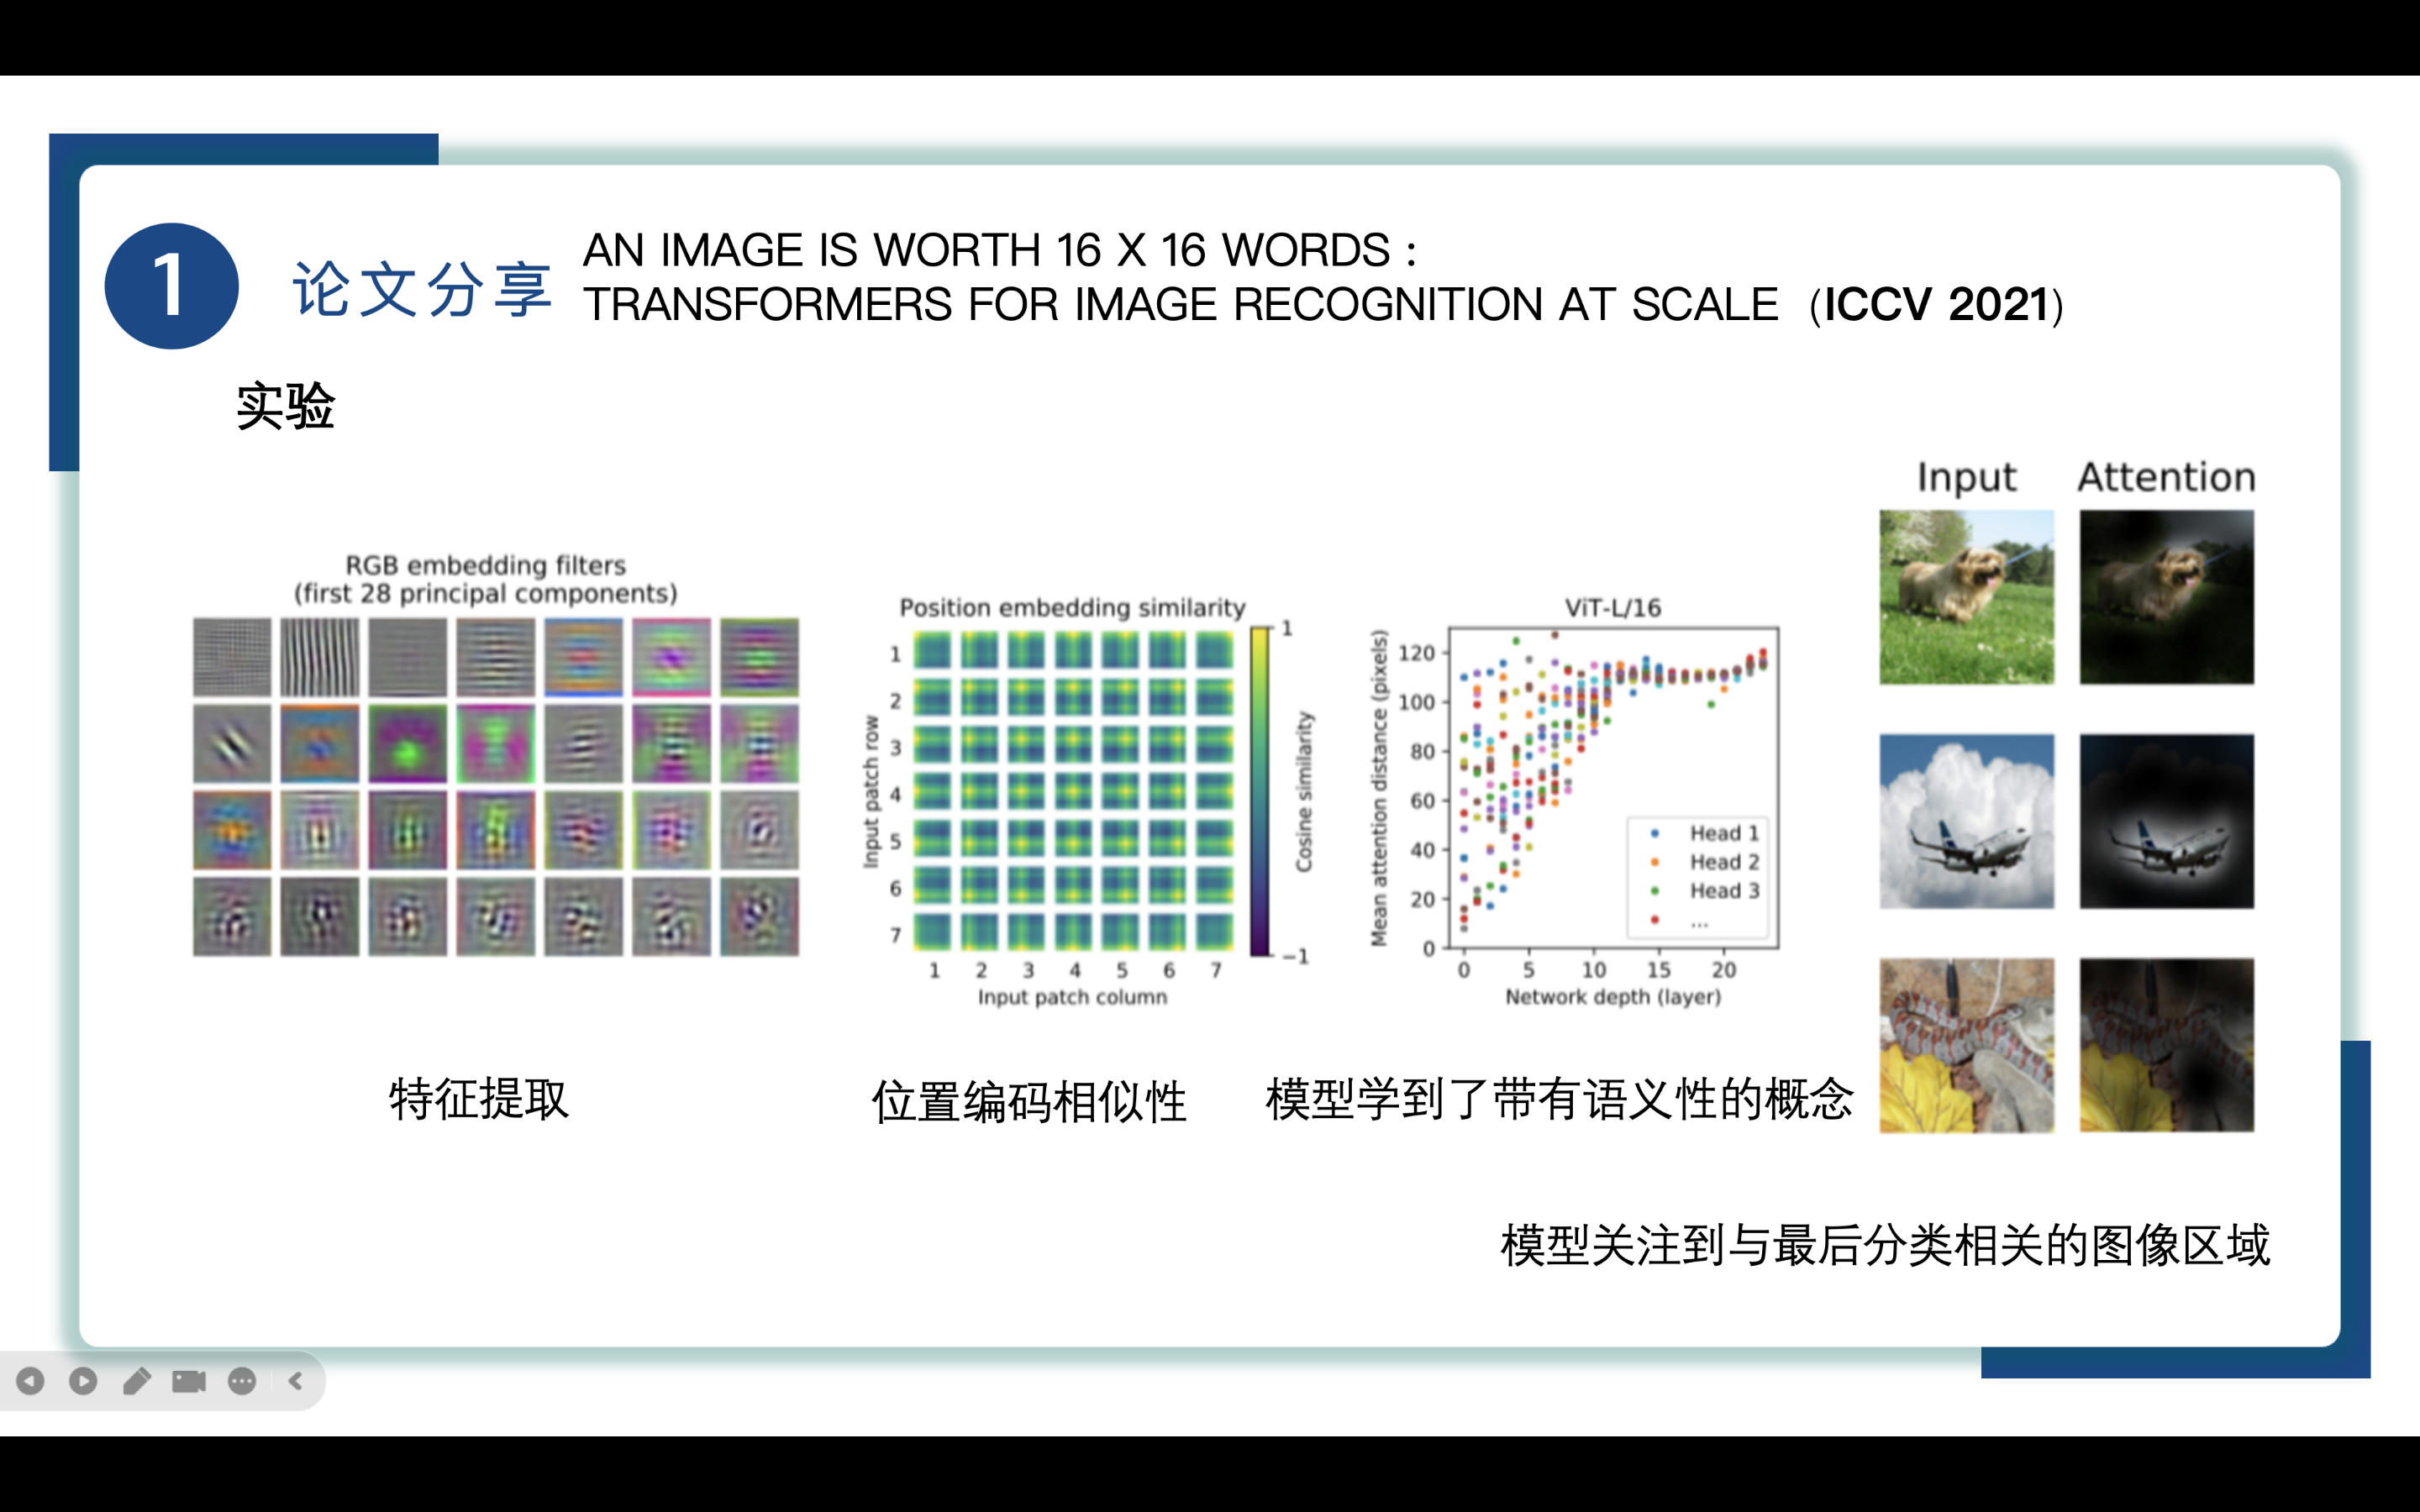 1
论文分享
AN IMAGE IS WORTH 16 X 16 WORDS :
TRANSFORMERS FOR IMAGE RECOGNITION AT SCALE（ICCV 2021）
实验
RGB embedding filters
(first 28 principal components)
特征提取
Position embedding similarity
Input patch row
1
2
3
4
5
6
7
1 2 3 4 5 6 7
Input patch column
1
−1
Cosine similarity
位置编码相似性
ViT-L/16
Mean attention distance (pixels)
120
100
80
60
40
20
0
0 5 10 15 20
Network depth (layer)
Head 1
Head 2
Head 3
...
模型学到了带有语义性的概念
Input Attention
模型关注到与最后分类相关的图像区域